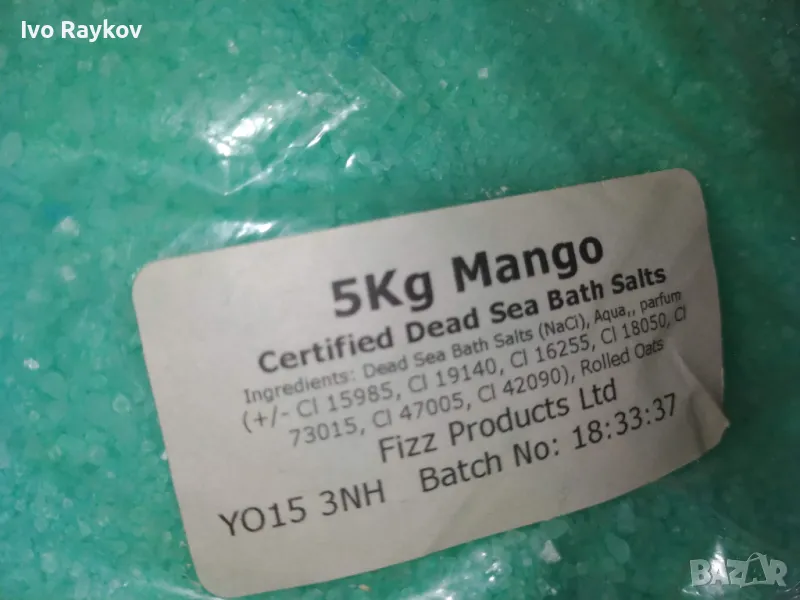 Ivo Raykov
5Kg Mango
Certified Dead Sea Bath Salts
Ingredients: Dead Sea Bath Salts (NaCl), Aqua,, parfum
(+/- CI 15985, CI 19140, CI 16255, CI 18050, CI
73015, CI 47005, CI 42090), Rolled Oats
Fizz Products Ltd
YO15 3NH Batch No: 18:33:37
BAZAR